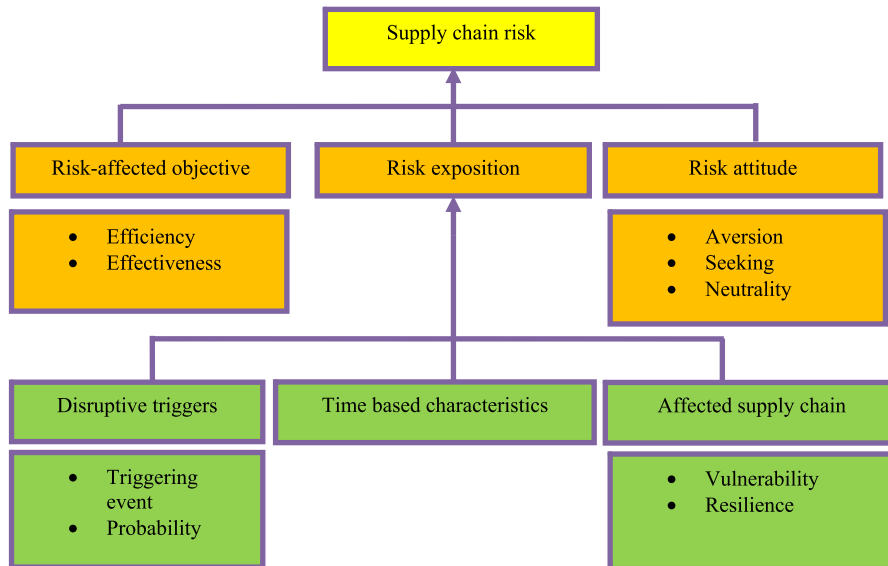 Supply chain risk
Risk-affected objective
Risk exposition
Risk attitude
• Efficiency
• Effectiveness
• Aversion
• Seeking
• Neutrality
Disruptive triggers
Time based characteristics
Affected supply chain
• Triggering
event
• Probability
• Vulnerability
• Resilience